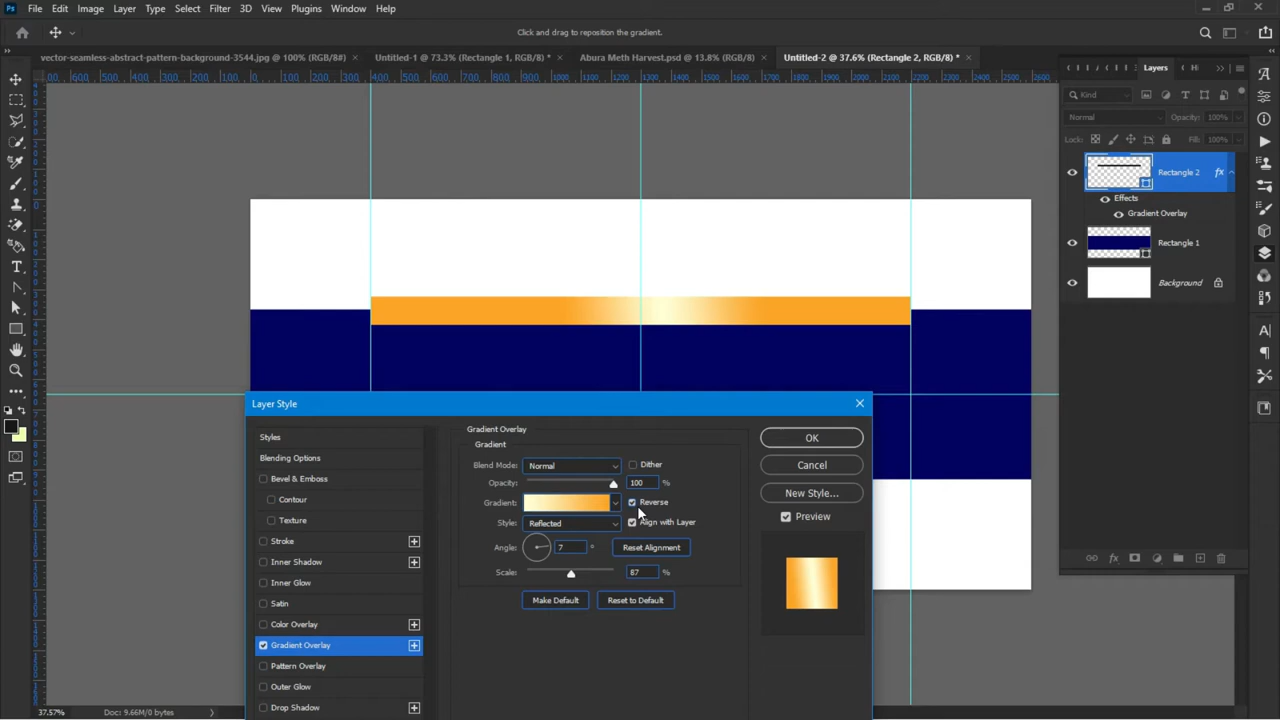 Ps File Edit Image Layer Type Select Filter 3D View Plugins Window Help
Click and drag to reposition the gradient.
vector-seamless-abstract-pattern-background-3544.jpg @ 100% (RGB/8#) × Untitled-1 @ 73.3% (Rectangle 1, RGB/8#) * × Abura Meth Harvest.psd @ 13.8% (RGB/8#) × Untitled-2 @ 37.6% (Rectangle 2, RGB/8#) * ×
Layers
Kind
Normal Opacity: 100%
Lock: Fill: 100%
Rectangle 2 fx
Effects
Gradient Overlay
Rectangle 1
Background
Layer Style
Styles
Blending Options
Bevel & Emboss
Contour
Texture
Stroke
Inner Shadow
Inner Glow
Satin
Color Overlay
Gradient Overlay
Pattern Overlay
Outer Glow
Drop Shadow
Gradient Overlay
Gradient
Blend Mode: Normal Dither
Opacity: 100 %
Gradient: Reverse
Style: Reflected Align with Layer
Angle: 7 ° Reset Alignment
Scale: 87 %
Make Default Reset to Default
OK
Cancel
New Style...
Preview
37.57% Doc: 9.66M/0 bytes